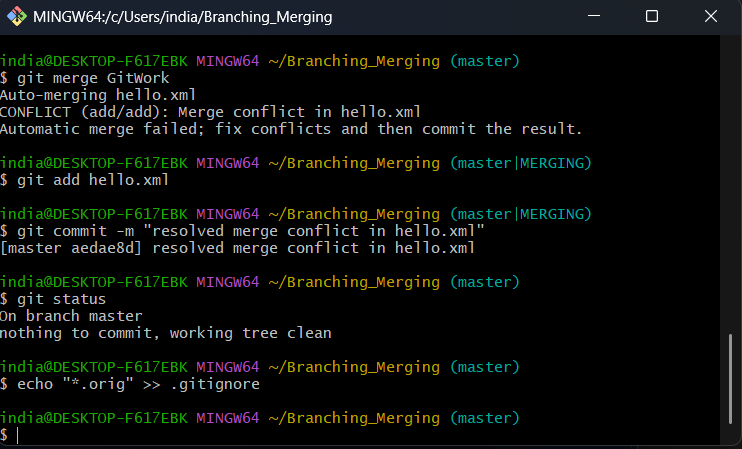 MINGW64:/c/Users/india/Branching_Merging
india@DESKTOP-F617EBK MINGW64 ~/Branching_Merging (master)
$ git merge GitWork
Auto-merging hello.xml
CONFLICT (add/add): Merge conflict in hello.xml
Automatic merge failed; fix conflicts and then commit the result.
india@DESKTOP-F617EBK MINGW64 ~/Branching_Merging (master|MERGING)
$ git add hello.xml
india@DESKTOP-F617EBK MINGW64 ~/Branching_Merging (master|MERGING)
$ git commit -m "resolved merge conflict in hello.xml"
[master aedae8d] resolved merge conflict in hello.xml
india@DESKTOP-F617EBK MINGW64 ~/Branching_Merging (master)
$ git status
On branch master
nothing to commit, working tree clean
india@DESKTOP-F617EBK MINGW64 ~/Branching_Merging (master)
$ echo "*.orig" >> .gitignore
india@DESKTOP-F617EBK MINGW64 ~/Branching_Merging (master)
$